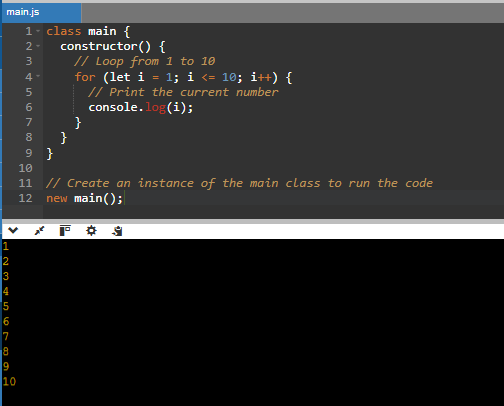 main.js
1 class main {
2 constructor() {
3 // Loop from 1 to 10
4 for (let i = 1; i <= 10; i++) {
5 // Print the current number
6 console.log(i);
7 }
8 }
9 }
10
11 // Create an instance of the main class to run the code
12 new main();
1
2
3
4
5
6
7
8
9
10